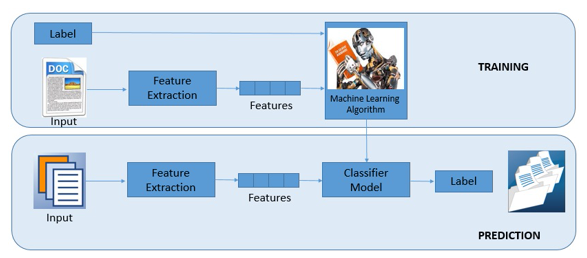 Label
DOC
Input
Feature
Extraction
Features
Machine Learning
Algorithm
TRAINING
Input
Feature
Extraction
Features
Classifier
Model
Label
PREDICTION